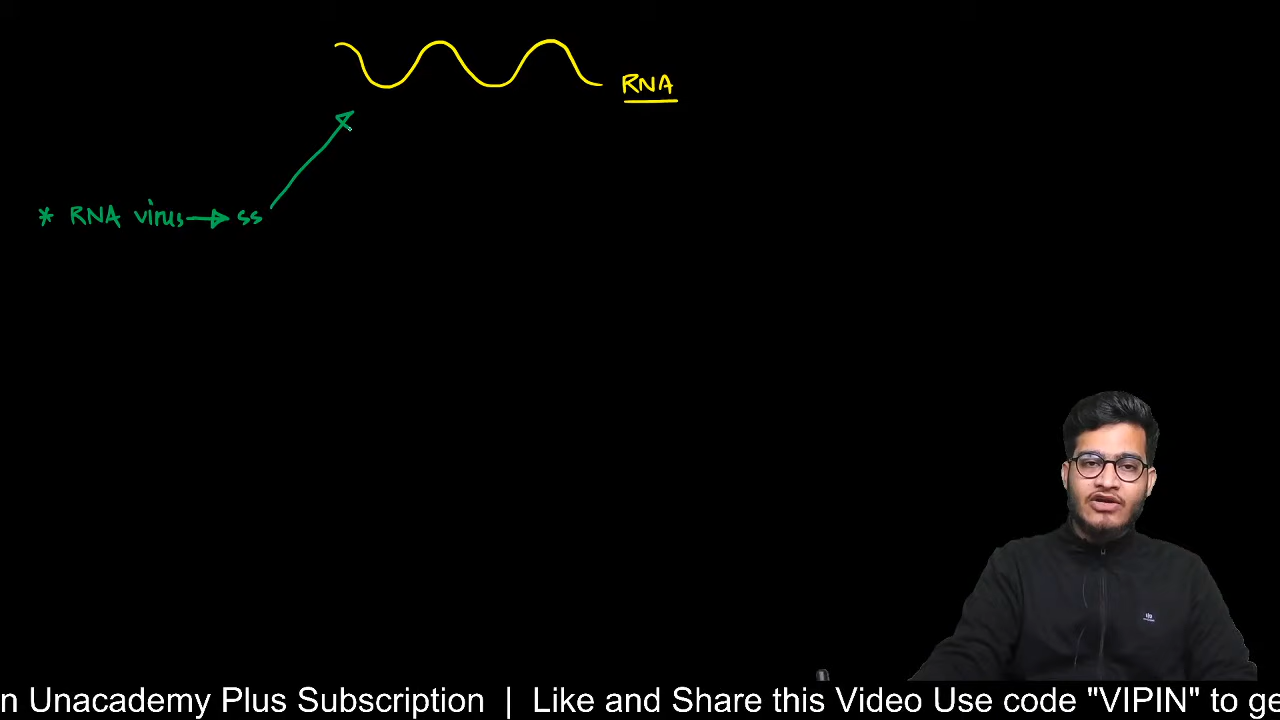 RNA
* RNA virus → ss
n Unacademy Plus Subscription | Like and Share this Video Use code "VIPIN" to ge